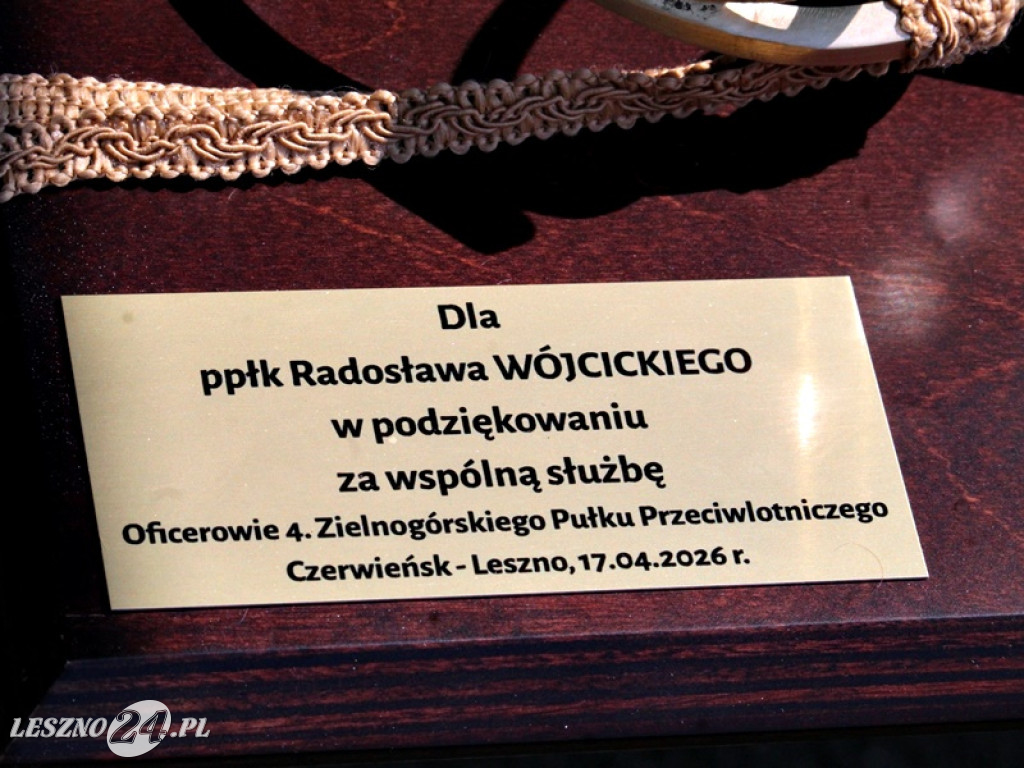 Dla
ppłk Radosława WÓJCICKIEGO
w podziękowaniu
za wspólną służbę
Oficerowie 4. Zielnogórskiego Pułku Przeciwlotniczego
Czerwieńsk - Leszno, 17.04.2026 r.
LESZNO24.PL